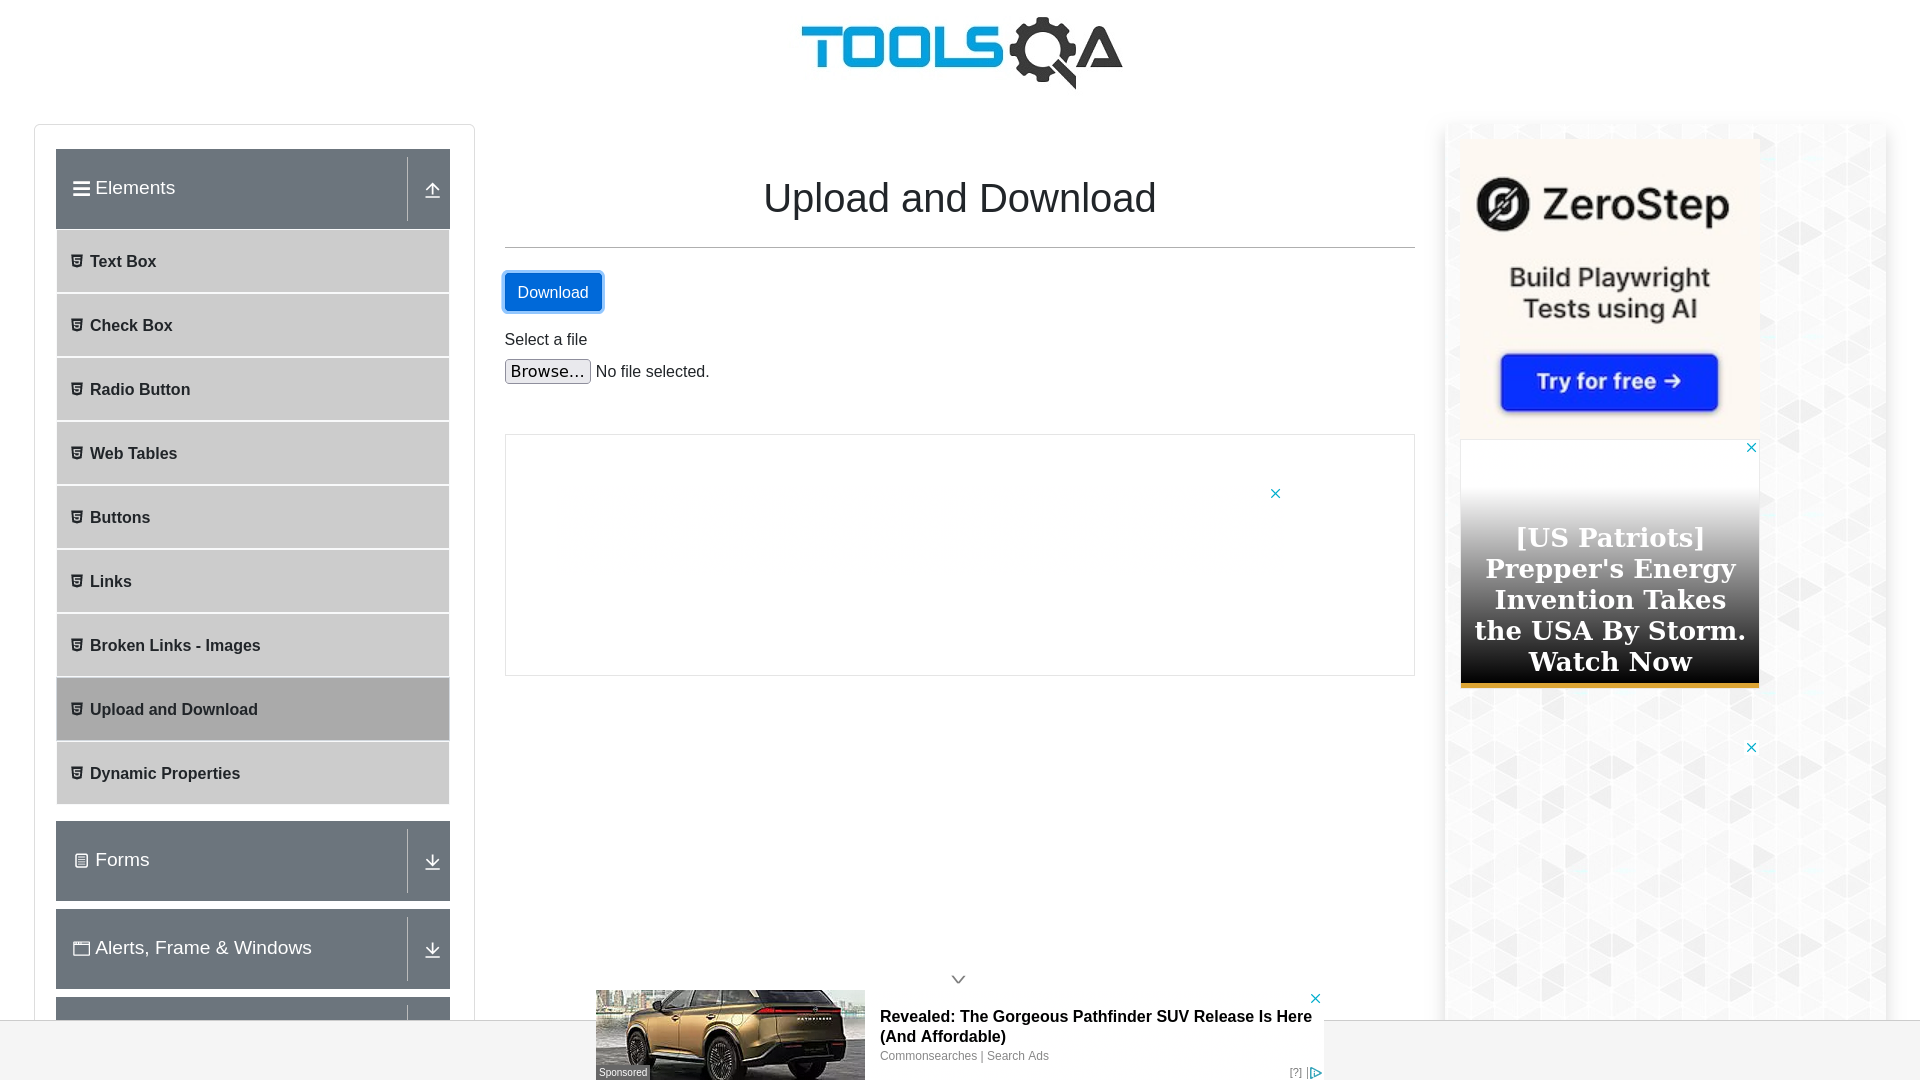 TOOLSQA
Elements
Text Box
Check Box
Radio Button
Web Tables
Buttons
Links
Broken Links - Images
Upload and Download
Dynamic Properties
Forms
Alerts, Frame & Windows
Upload and Download
Download
Select a file
Browse... No file selected.
ZeroStep
Build Playwright
Tests using AI
Try for free →
[US Patriots]
Prepper's Energy
Invention Takes
the USA By Storm.
Watch Now
PATHFINDER
Sponsored
Revealed: The Gorgeous Pathfinder SUV Release Is Here
(And Affordable)
Commonsearches | Search Ads
[?]